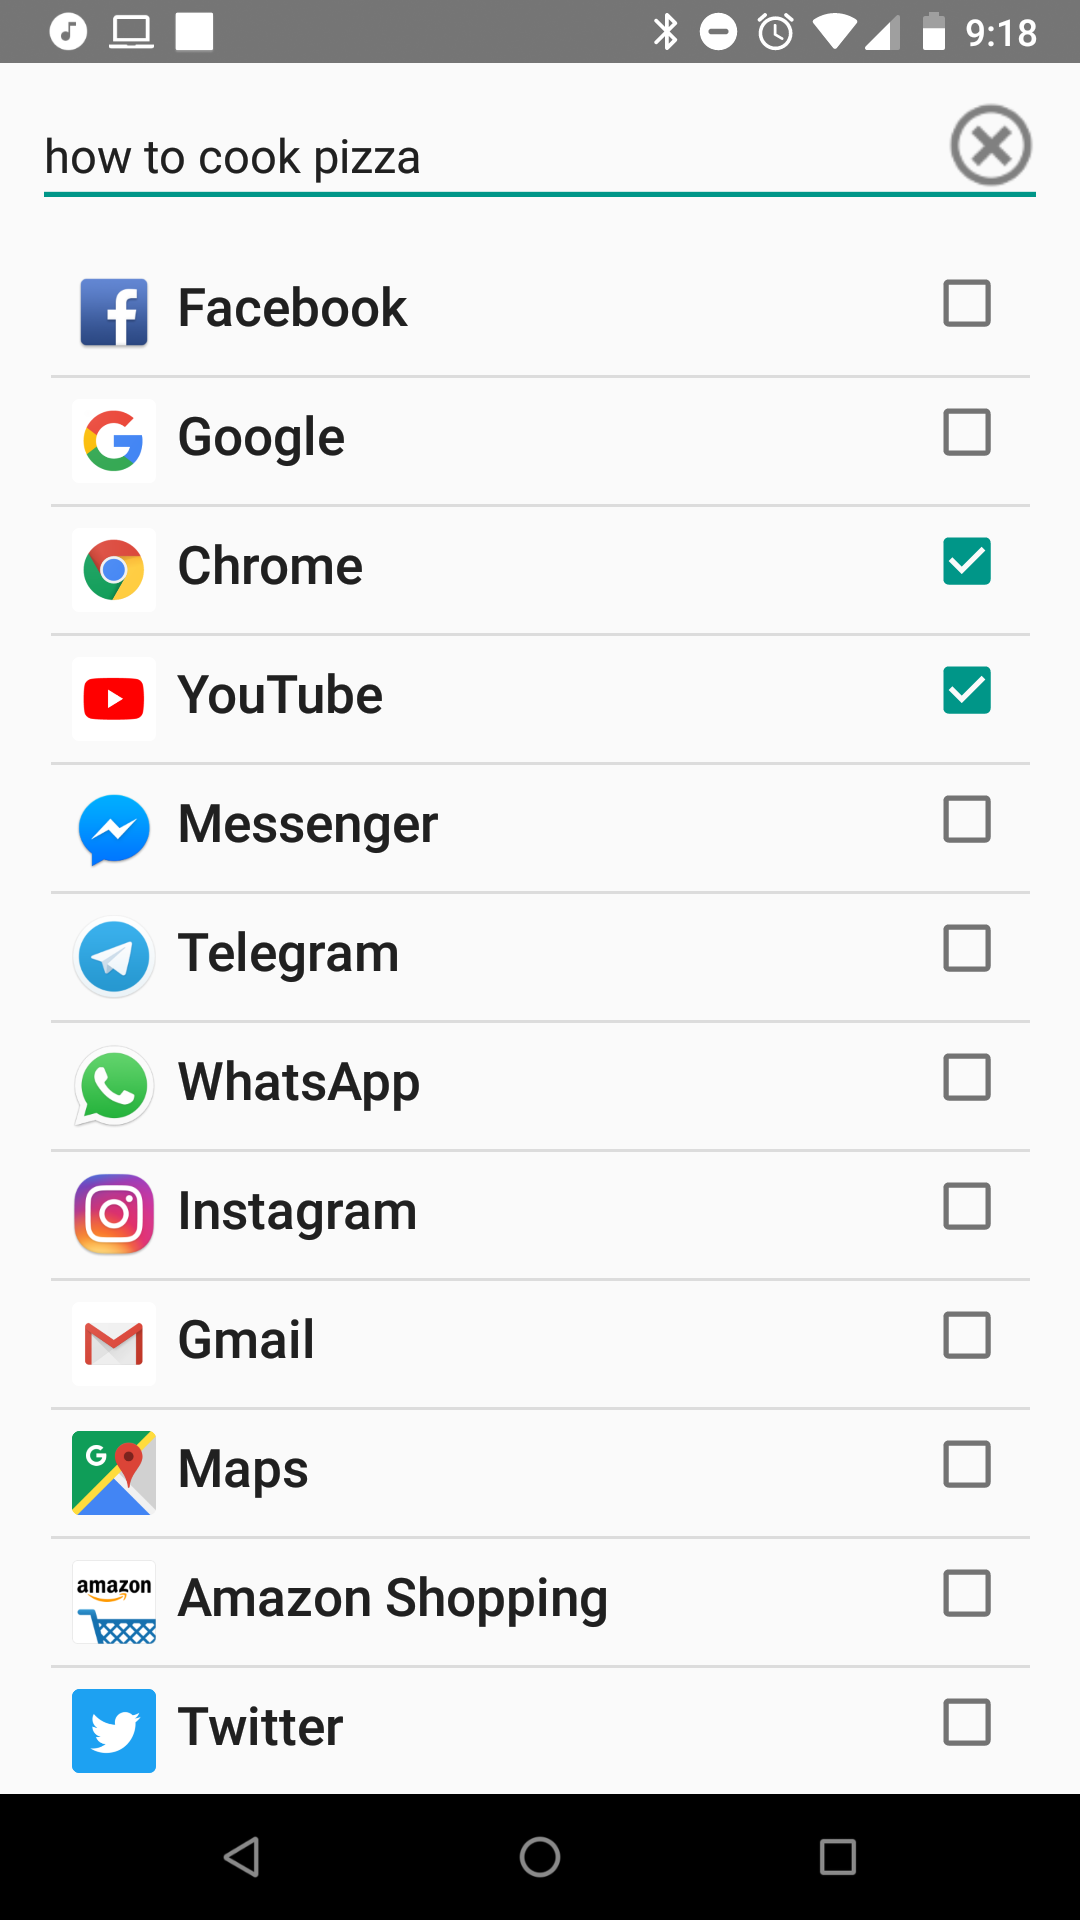 9:18
how to cook pizza
Facebook
Google
Chrome
YouTube
Messenger
Telegram
WhatsApp
Instagram
Gmail
G
Maps
amazon
Amazon Shopping
Twitter